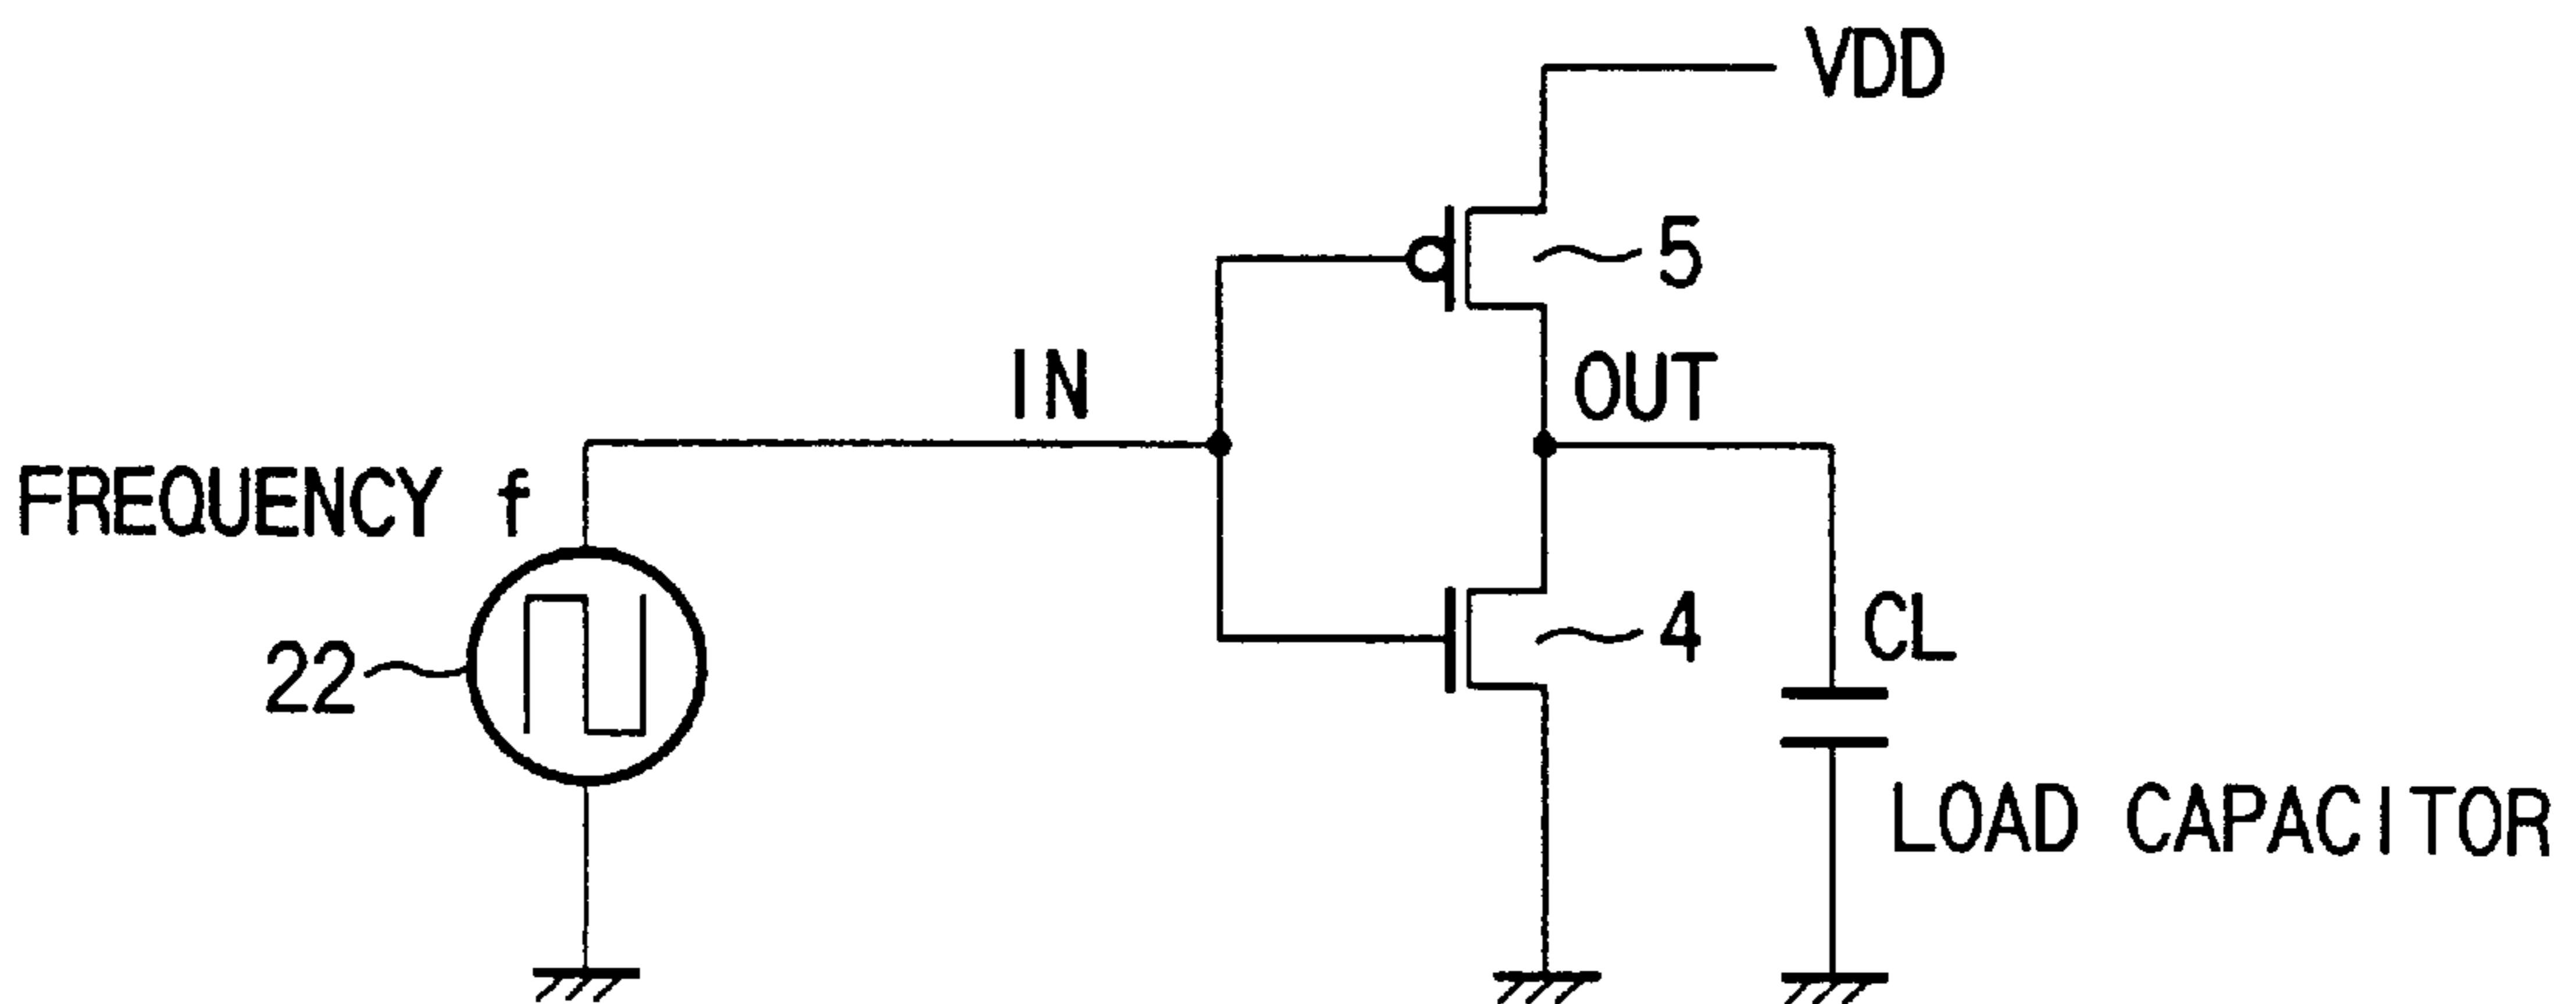 VDD
5
IN
OUT
FREQUENCY f
22
4
CL
LOAD CAPACITOR